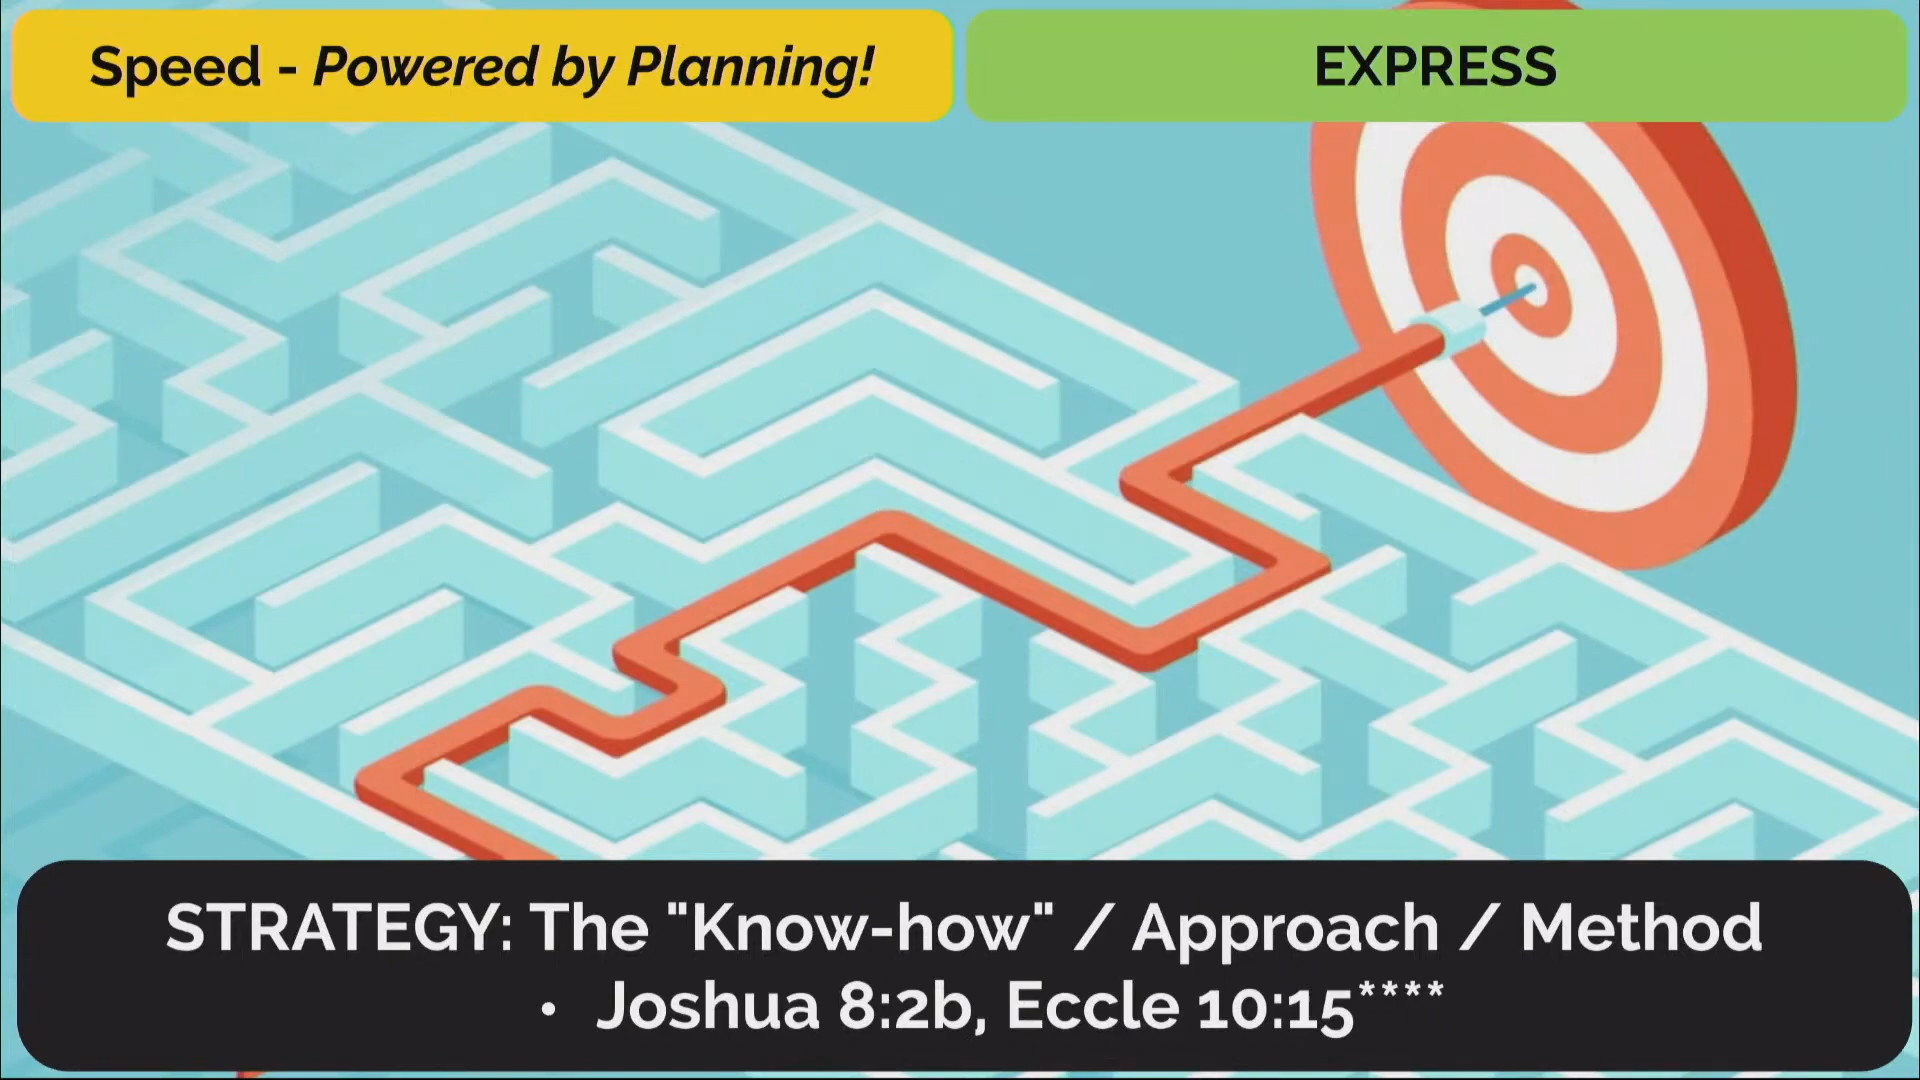 Speed - Powered by Planning!
EXPRESS
STRATEGY: The "Know-how" / Approach / Method
• Joshua 8:2b, Eccle 10:15****